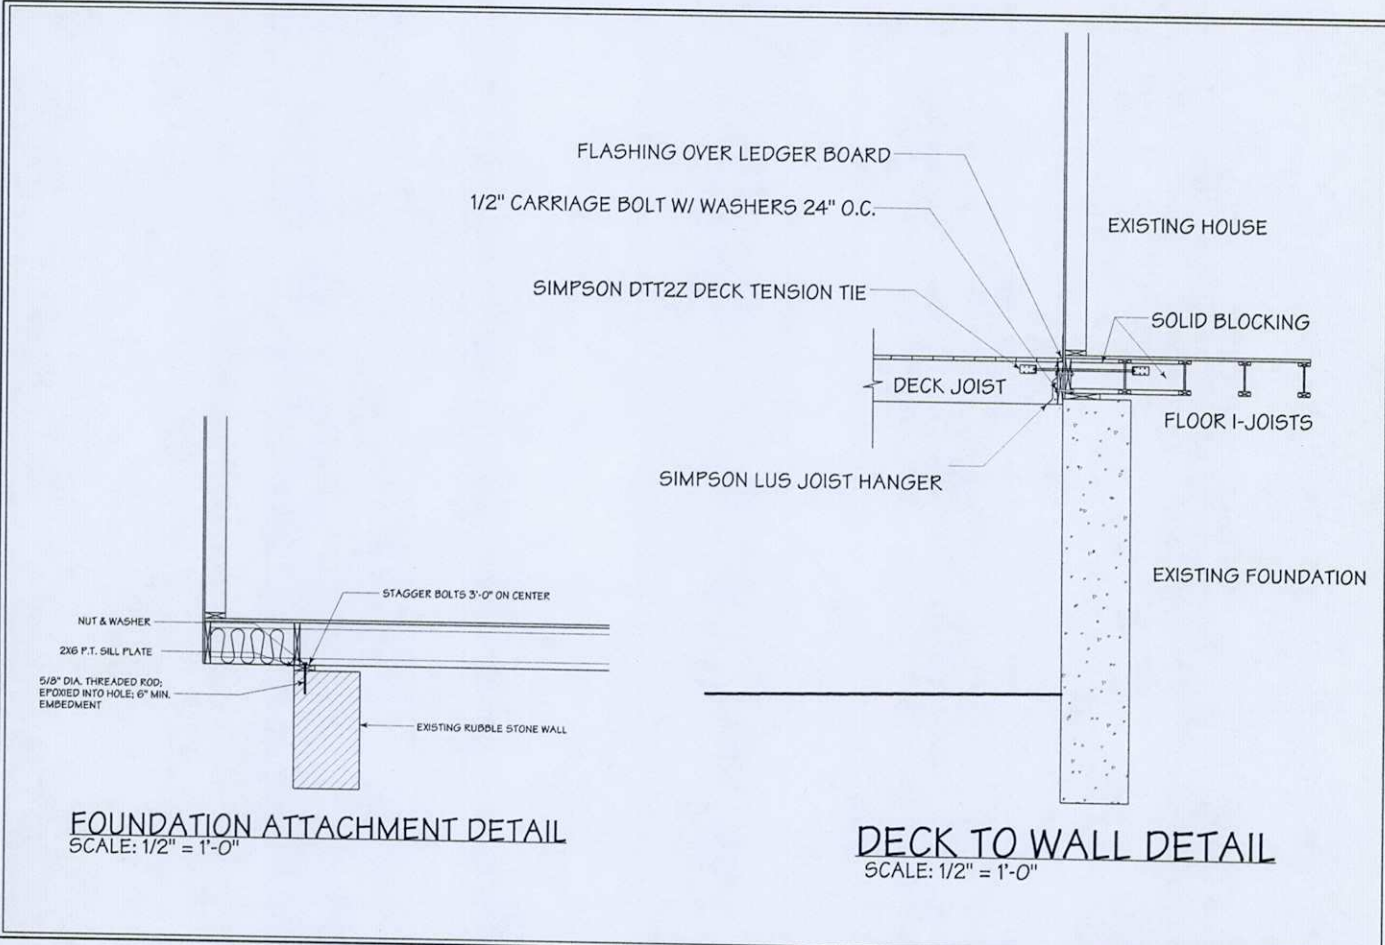 FLASHING OVER LEDGER BOARD
1/2" CARRIAGE BOLT W/ WASHERS 24" O.C.
EXISTING HOUSE
SIMPSON DTT2Z DECK TENSION TIE
SOLID BLOCKING
DECK JOIST
FLOOR I-JOISTS
SIMPSON LUS JOIST HANGER
EXISTING FOUNDATION
STAGGER BOLTS 3'-0" ON CENTER
NUT & WASHER
2X6 P.T. SILL PLATE
5/8" DIA. THREADED ROD;
EPOXIED INTO HOLE; 6" MIN.
EMBEDMENT
EXISTING RUBBLE STONE WALL
FOUNDATION ATTACHMENT DETAIL
SCALE: 1/2" = 1'-0"
DECK TO WALL DETAIL
SCALE: 1/2" = 1'-0"